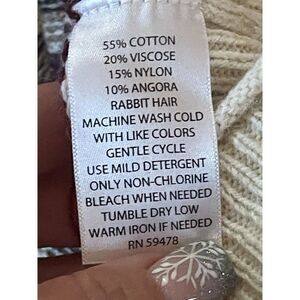 55% COTTON
20% VISCOSE
15% NYLON
10% ANGORA
RABBIT HAIR
MACHINE WASH COLD
WITH LIKE COLORS
GENTLE CYCLE
USE MILD DETERGENT
ONLY NON-CHLORINE
BLEACH WHEN NEEDED
TUMBLE DRY LOW
WARM IRON IF NEEDED
RN 59478